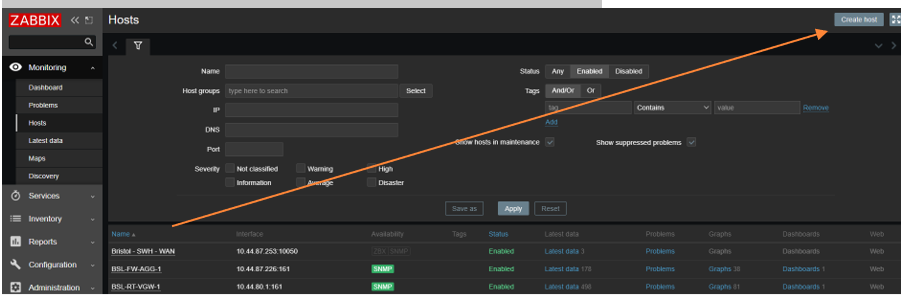 ZABBIX
Hosts
Create host
Monitoring
Dashboard
Problems
Hosts
Latest data
Maps
Discovery
Services
Inventory
Reports
Configuration
Administration
Name
Host groups type here to search Select
IP
DNS
Port
Severity Not classified Warning High
Information Average Disaster
Status Any Enabled Disabled
Tags And/Or Or
tag Contains value Remove
Add
Show hosts in maintenance Show suppressed problems
Save as Apply Reset
Name Interface Availability Tags Status Latest data Problems Graphs Dashboards Web
Bristol - SWH - WAN 10.44.87.253:10050 ZBX SNMP Enabled Latest data 3 Problems Graphs Dashboards Web
BSL-FW-AGG-1 10.44.87.226:161 SNMP Enabled Latest data 178 Problems Graphs 38 Dashboards 1 Web
BSL-RT-VGW-1 10.44.80.1:161 SNMP Enabled Latest data 498 Problems Graphs 81 Dashboards 1 Web